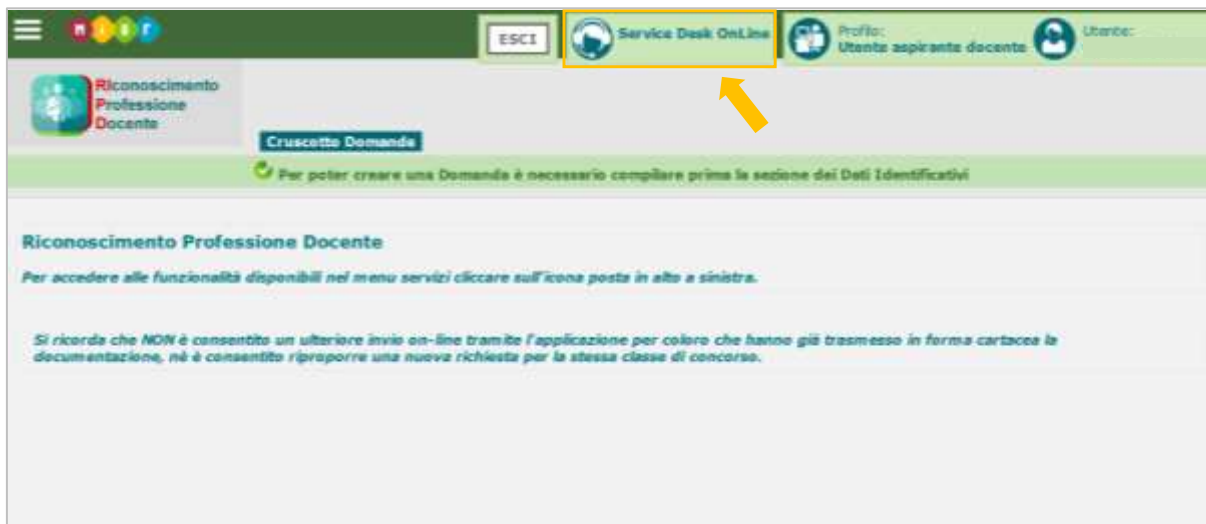 MIUR
ESCI
Service Desk OnLine
Profilo:
Utente aspirante docente
Utente:
RIconoscimento
Professione
Docente
Cruscotto Domande
Per poter creare una Domanda è necessario compilare prima la sezione dei Dati Identificativi
Riconoscimento Professione Docente
Per accedere alle funzionalità disponibili nel menu servizi cliccare sull'icona posta in alto a sinistra.
Si ricorda che NON è consentito un ulteriore invio on-line tramite l'applicazione per coloro che hanno già trasmesso in forma cartacea la
documentazione, nè è consentito riproporre una nuova richiesta per la stessa classe di concorso.